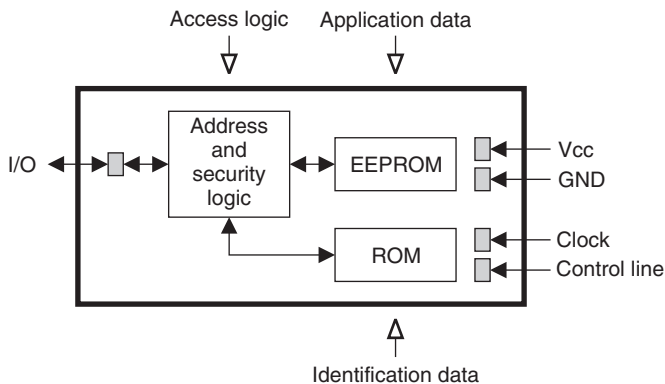 Access logic
Application data
I/O
Address
and
security
logic
EEPROM
ROM
Vcc
GND
Clock
Control line
Identification data